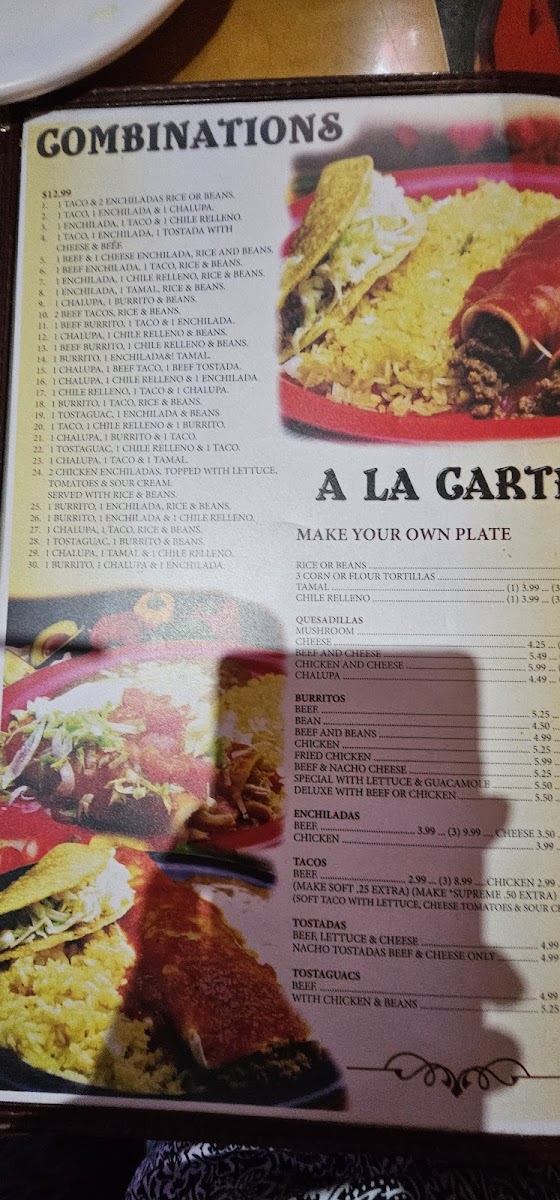 COMBINATIONS
$12.99
1. 1 TACO & 2 ENCHILADAS RICE OR BEANS.
2. 1 TACO, 1 ENCHILADA & 1 CHALUPA.
3. 1 ENCHILADA, 1 TACO & 1 CHILE RELLENO.
4. 1 TACO, 1 ENCHILADA, 1 TOSTADA WITH
CHEESE & BEEF.
5. 1 BEEF & 1 CHEESE ENCHILADA, RICE AND BEANS.
6. 1 BEEF ENCHILADA, 1 TACO, RICE & BEANS.
7. 1 ENCHILADA, 1 CHILE RELLENO, RICE & BEANS.
8. 1 ENCHILADA, 1 TAMAL, RICE & BEANS.
9. 1 CHALUPA, 1 BURRITO & BEANS.
10. 2 BEEF TACOS, RICE & BEANS.
11. 1 BEEF BURRITO, 1 TACO & 1 ENCHILADA.
12. 1 CHALUPA, 1 CHILE RELLENO & BEANS.
13. 1 BEEF BURRITO, 1 CHILE RELLENO & BEANS.
14. 1 BURRITO, 1 ENCHILADA&! TAMAL.
15. 1 CHALUPA, 1 BEEF TACO, 1 BEEF TOSTADA.
16. 1 CHALUPA, 1 CHILE RELLENO & 1 ENCHILADA
17. 1 CHILE RELLENO, 1 TACO & 1 CHALUPA.
18. 1 BURRITO, 1 TACO, RICE & BEANS.
19. 1 TOSTAGUAC, 1 ENCHILADA & BEANS
20. 1 TACO, 1 CHILE RELLENO & 1 BURRITO.
21. 1 CHALUPA, 1 BURRITO & 1 TACO.
22. 1 TOSTAGUAC, 1 CHILE RELLENO & 1 TACO.
23. 1 CHALUPA, 1 TACO & 1 TAMAL.
24. 2 CHICKEN ENCHILADAS, TOPPED WITH LETTUCE,
TOMATOES & SOUR CREAM.
SERVED WITH RICE & BEANS.
25. 1 BURRITO, 1 ENCHILADA, RICE & BEANS.
26. 1 BURRITO, 1 ENCHILADA & 1 CHILE RELLENO.
27. 1 CHALUPA, 1 TACO, RICE & BEANS.
28. 1 TOSTAGUAC, 1 BURRITO & BEANS.
29. 1 CHALUPA, 1 TAMAL & 1 CHILE RELLENO.
30. 1 BURRITO, 1 CHALUPA & 1 ENCHILADA.
A LA CARTE
MAKE YOUR OWN PLATE
RICE OR BEANS
3 CORN OR FLOUR TORTILLAS
TAMAL (1) 3.99 ... (3
CHILE RELLENO (1) 3.99 ... (3
QUESADILLAS
MUSHROOM
CHEESE 4.25 ... (
BEEF AND CHEESE 5.49 ... (
CHICKEN AND CHEESE 5.99 ... (
CHALUPA 4.49 ... (
BURRITOS
BEEF 5.25 ...
BEAN 4.50 ...
BEEF AND BEANS 4.99 ...
CHICKEN 5.25 ...
FRIED CHICKEN 5.99 ...
BEEF & NACHO CHEESE 5.25 ...
SPECIAL WITH LETTUCE & GUACAMOLE 5.50 ...
DELUXE WITH BEEF OR CHICKEN 5.50 ...
ENCHILADAS
BEEF 3.99 ... (3) 9.99 .... CHEESE 3.50 ..
CHICKEN 3.99 ...
TACOS
BEEF 2.99 ... (3) 8.99 .... CHICKEN 2.99 ..
(MAKE SOFT .25 EXTRA) (MAKE *SUPREME .50 EXTRA)
(SOFT TACO WITH LETTUCE, CHEESE TOMATOES & SOUR CR
TOSTADAS
BEEF, LETTUCE & CHEESE 4.99
NACHO TOSTADAS BEEF & CHEESE ONLY 4.99
TOSTAGUACS
BEEF 4.99
WITH CHICKEN & BEANS 5.25